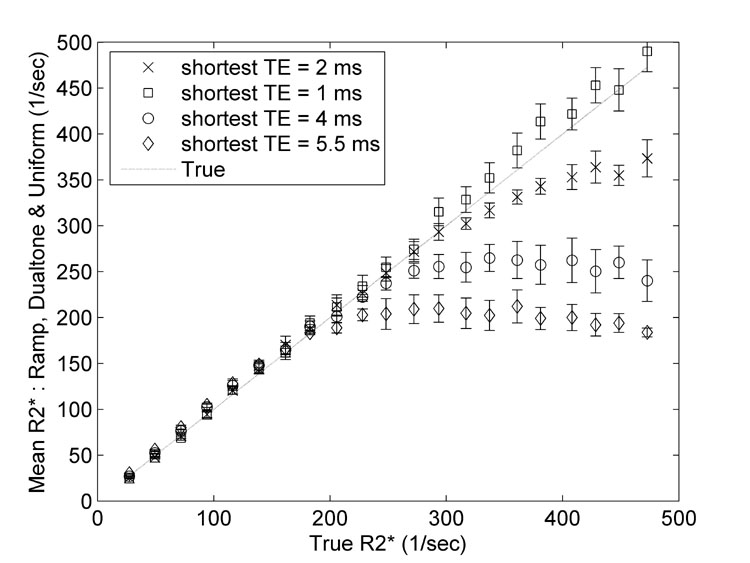 500
450
400
350
300
250
200
150
100
50
0
Mean R2* : Ramp, Dualtone & Uniform (1/sec)
shortest TE = 2 ms
shortest TE = 1 ms
shortest TE = 4 ms
shortest TE = 5.5 ms
True
0 100 200 300 400 500
True R2* (1/sec)